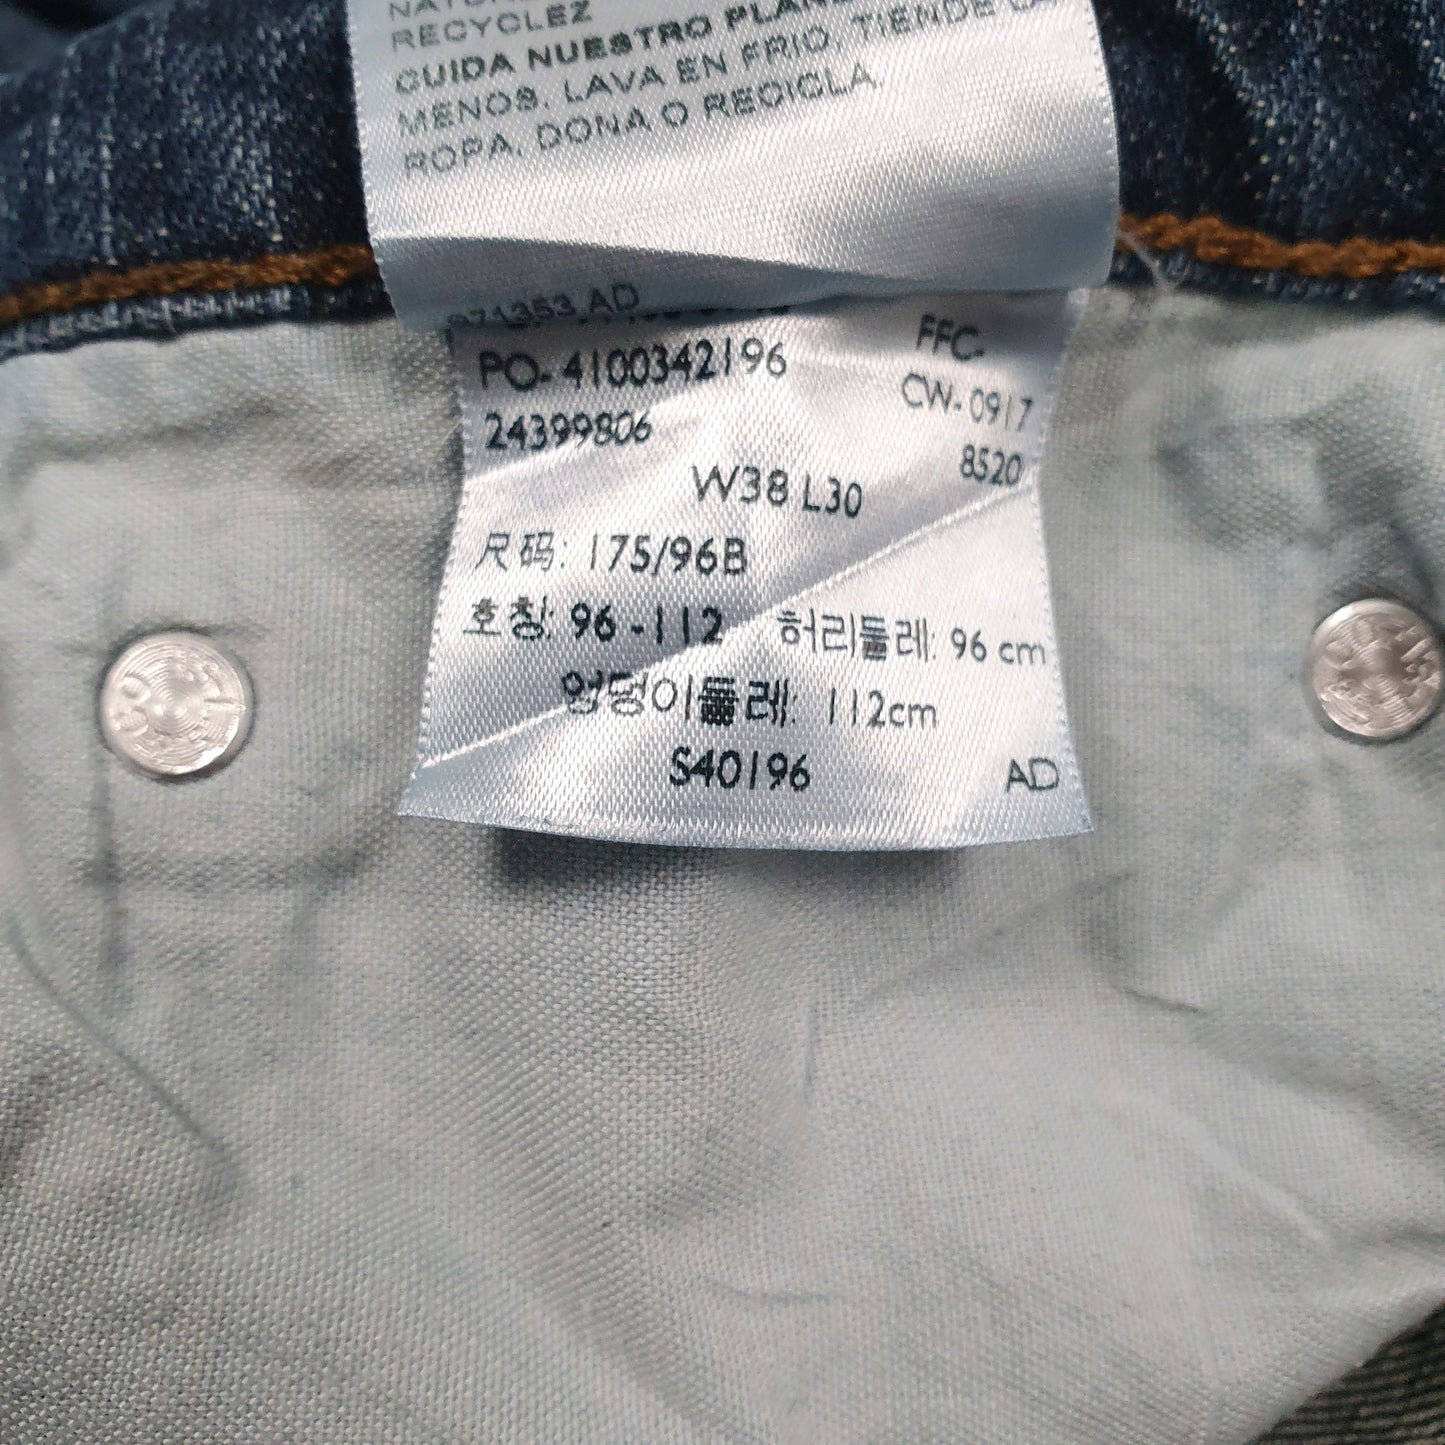 RECYCLEZ
CUIDA NUESTRO
MENOS. LAVA EN FRIO, TIENDE
ROPA, DONA O RECICLA.
971353 AD
PO-4100342196 FFC-
24399806 CW-0917
8520
W38 L30
尺码: 175/96B
호칭: 96-112 허리둘레: 96 cm
엉덩이둘레: 112cm
S40196 AD